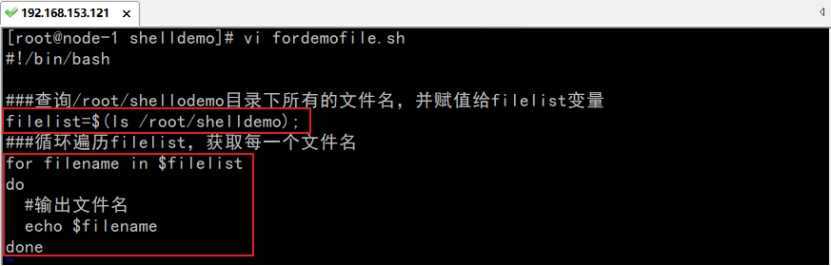 192.168.153.121
[root@node-1 shelldemo]# vi fordemofile.sh
#!/bin/bash
###查询/root/shellodemo目录下所有的文件名，并赋值给filelist变量
filelist=$(ls /root/shelldemo);
###循环遍历filelist，获取每一个文件名
for filename in $filelist
do
#输出文件名
echo $filename
done